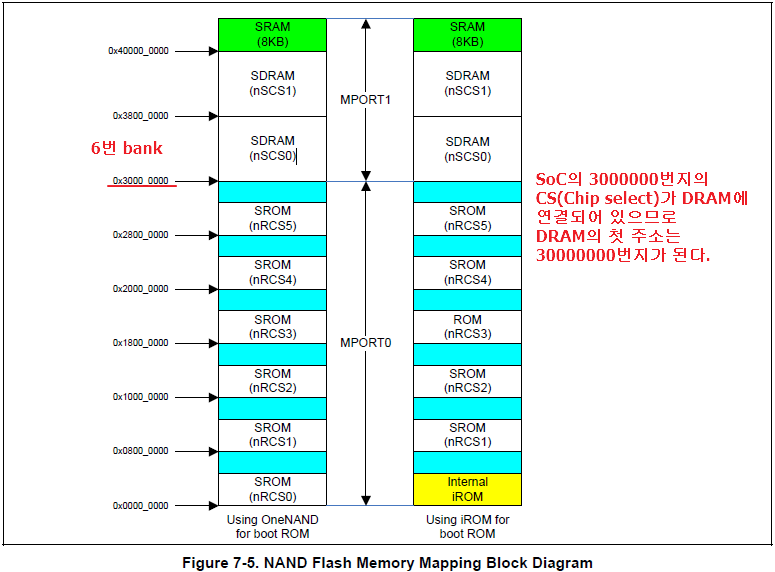 SRAM
(8KB)
SRAM
(8KB)
0x40000_0000
SDRAM
(nSCS1)
MPORT1
SDRAM
(nSCS1)
0x3800_0000
6번 bank
SDRAM
(nSCS0)
SDRAM
(nSCS0)
0x3000_0000
SoC의 3000000번지의
CS(Chip select)가 DRAM에
연결되어 있으므로
DRAM의 첫 주소는
30000000번지가 된다.
SROM
(nRCS5)
SROM
(nRCS5)
0x2800_0000
SROM
(nRCS4)
SROM
(nRCS4)
0x2000_0000
SROM
(nRCS3)
MPORT0
ROM
(nRCS3)
0x1800_0000
SROM
(nRCS2)
SROM
(nRCS2)
0x1000_0000
SROM
(nRCS1)
SROM
(nRCS1)
0x0800_0000
SROM
(nRCS0)
Internal
iROM
0x0000_0000
Using OneNAND
for boot ROM
Using iROM for
boot ROM
Figure 7-5. NAND Flash Memory Mapping Block Diagram